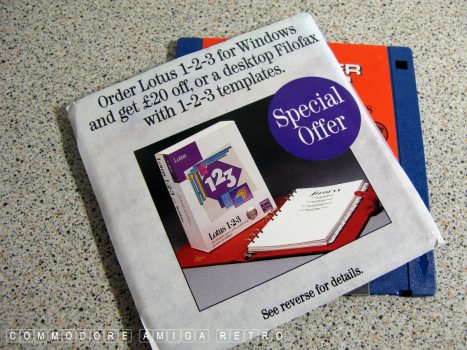 Order Lotus 1-2-3 for Windows
and get £20 off, or a desktop Filofax
with 1-2-3 templates.
Special
Offer
Lotus
123
Lotus 1-2-3
FILOFAX
See reverse for details.
COMMODORE AMIGA RETRO